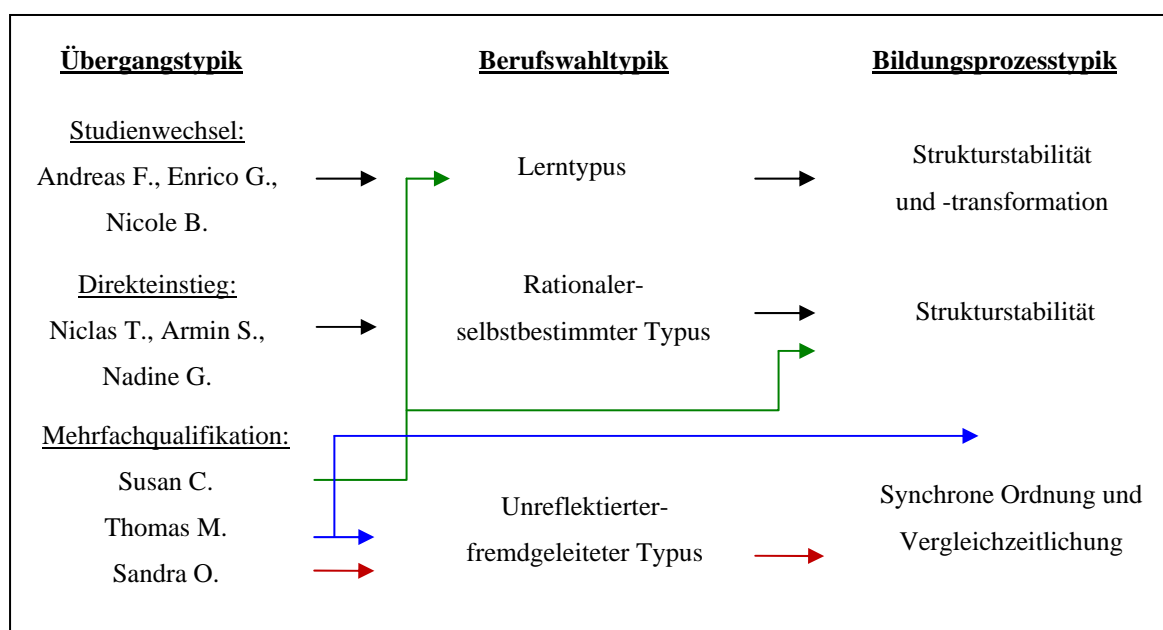 Übergangstypik
Berufswahltypik
Bildungsprozesstypik
Studienwechsel:
Andreas F., Enrico G.,
Nicole B.
Lerntypus
Strukturstabilität
und -transformation
Direkteinstieg:
Niclas T., Armin S.,
Nadine G.
Rationaler-
selbstbestimmter Typus
Strukturstabilität
Mehrfachqualifikation:
Susan C.
Thomas M.
Sandra O.
Unreflektierter-
fremdgeleiteter Typus
Synchrone Ordnung und
Vergleichzeitlichung